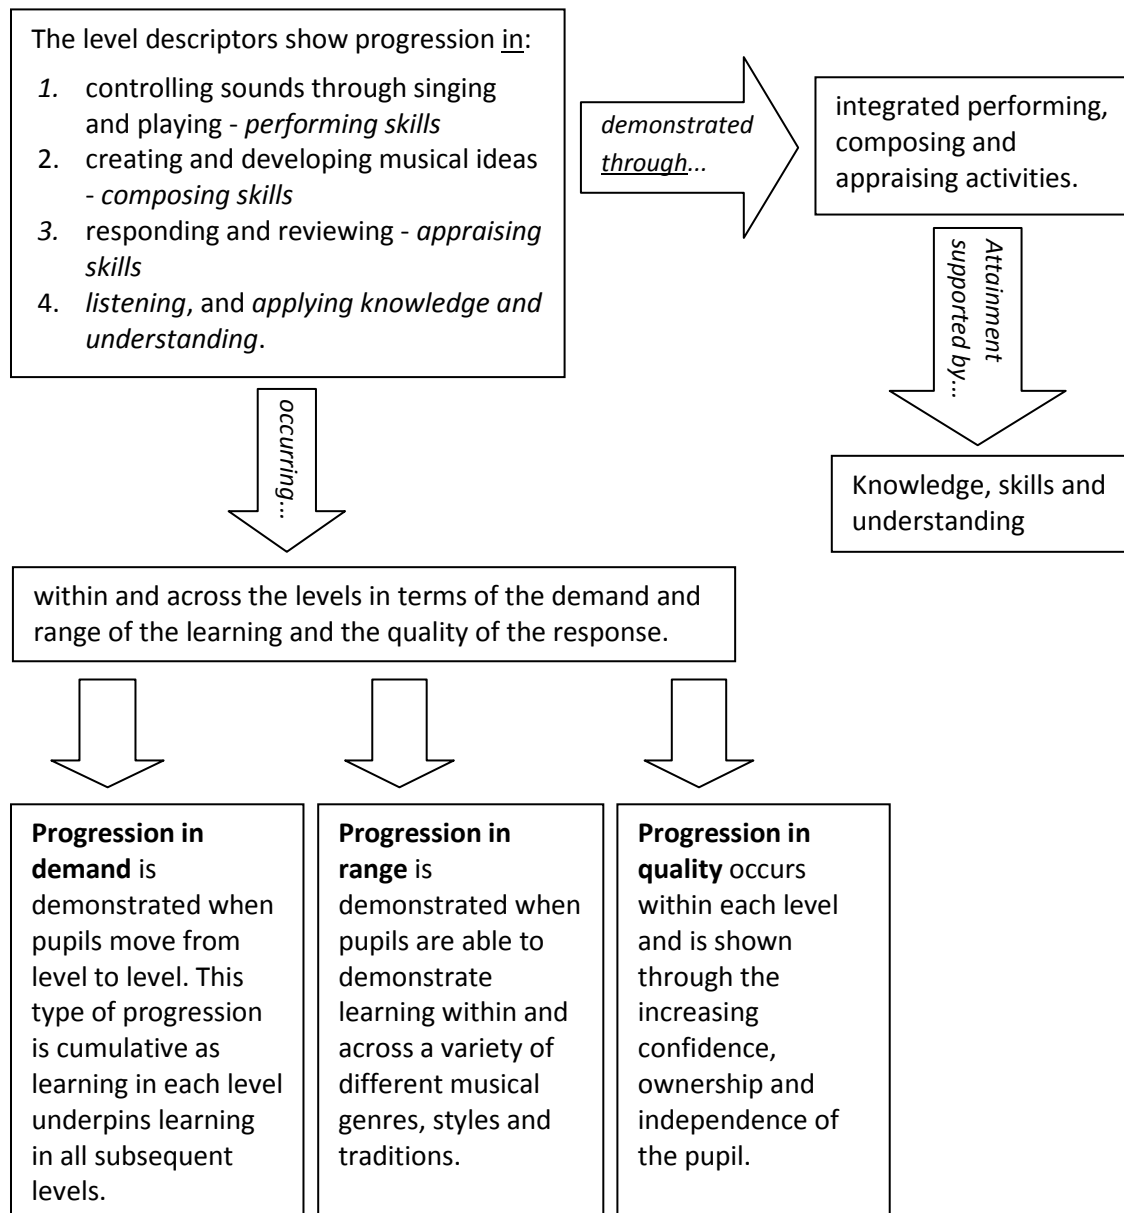 The level descriptors show progression in:
1. controlling sounds through singing
and playing - performing skills
2. creating and developing musical ideas
- composing skills
3. responding and reviewing - appraising
skills
4. listening, and applying knowledge and
understanding.
demonstrated
through...
integrated performing,
composing and
appraising activities.
Attainment
supported by...
Knowledge, skills and
understanding
occurring...
within and across the levels in terms of the demand and
range of the learning and the quality of the response.
Progression in
demand is
demonstrated when
pupils move from
level to level. This
type of progression
is cumulative as
learning in each level
underpins learning
in all subsequent
levels.
Progression in
range is
demonstrated when
pupils are able to
demonstrate
learning within and
across a variety of
different musical
genres, styles and
traditions.
Progression in
quality occurs
within each level
and is shown
through the
increasing
confidence,
ownership and
independence of
the pupil.